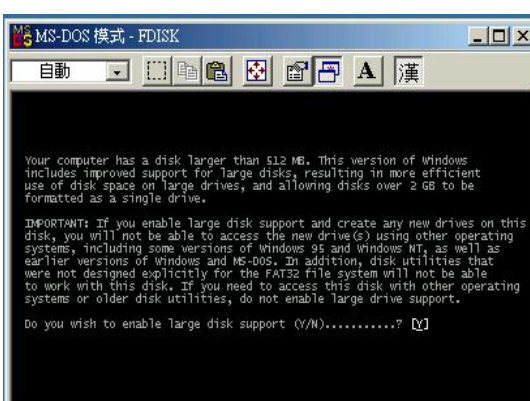 MS-DOS 模式 - FDISK
自動 A 漢
Your computer has a disk larger than 512 MB. This version of Windows
includes improved support for large disks, resulting in more efficient
use of disk space on large drives, and allowing disks over 2 GB to be
formatted as a single drive.
IMPORTANT: If you enable large disk support and create any new drives on this
disk, you will not be able to access the new drive(s) using other operating
systems, including some versions of Windows 95 and Windows NT, as well as
earlier versions of Windows and MS-DOS. In addition, disk utilities that
were not designed explicitly for the FAT32 file system will not be able
to work with this disk. If you need to access this disk with other operating
systems or older disk utilities, do not enable large drive support.
Do you wish to enable large disk support (Y/N)...........? [Y]